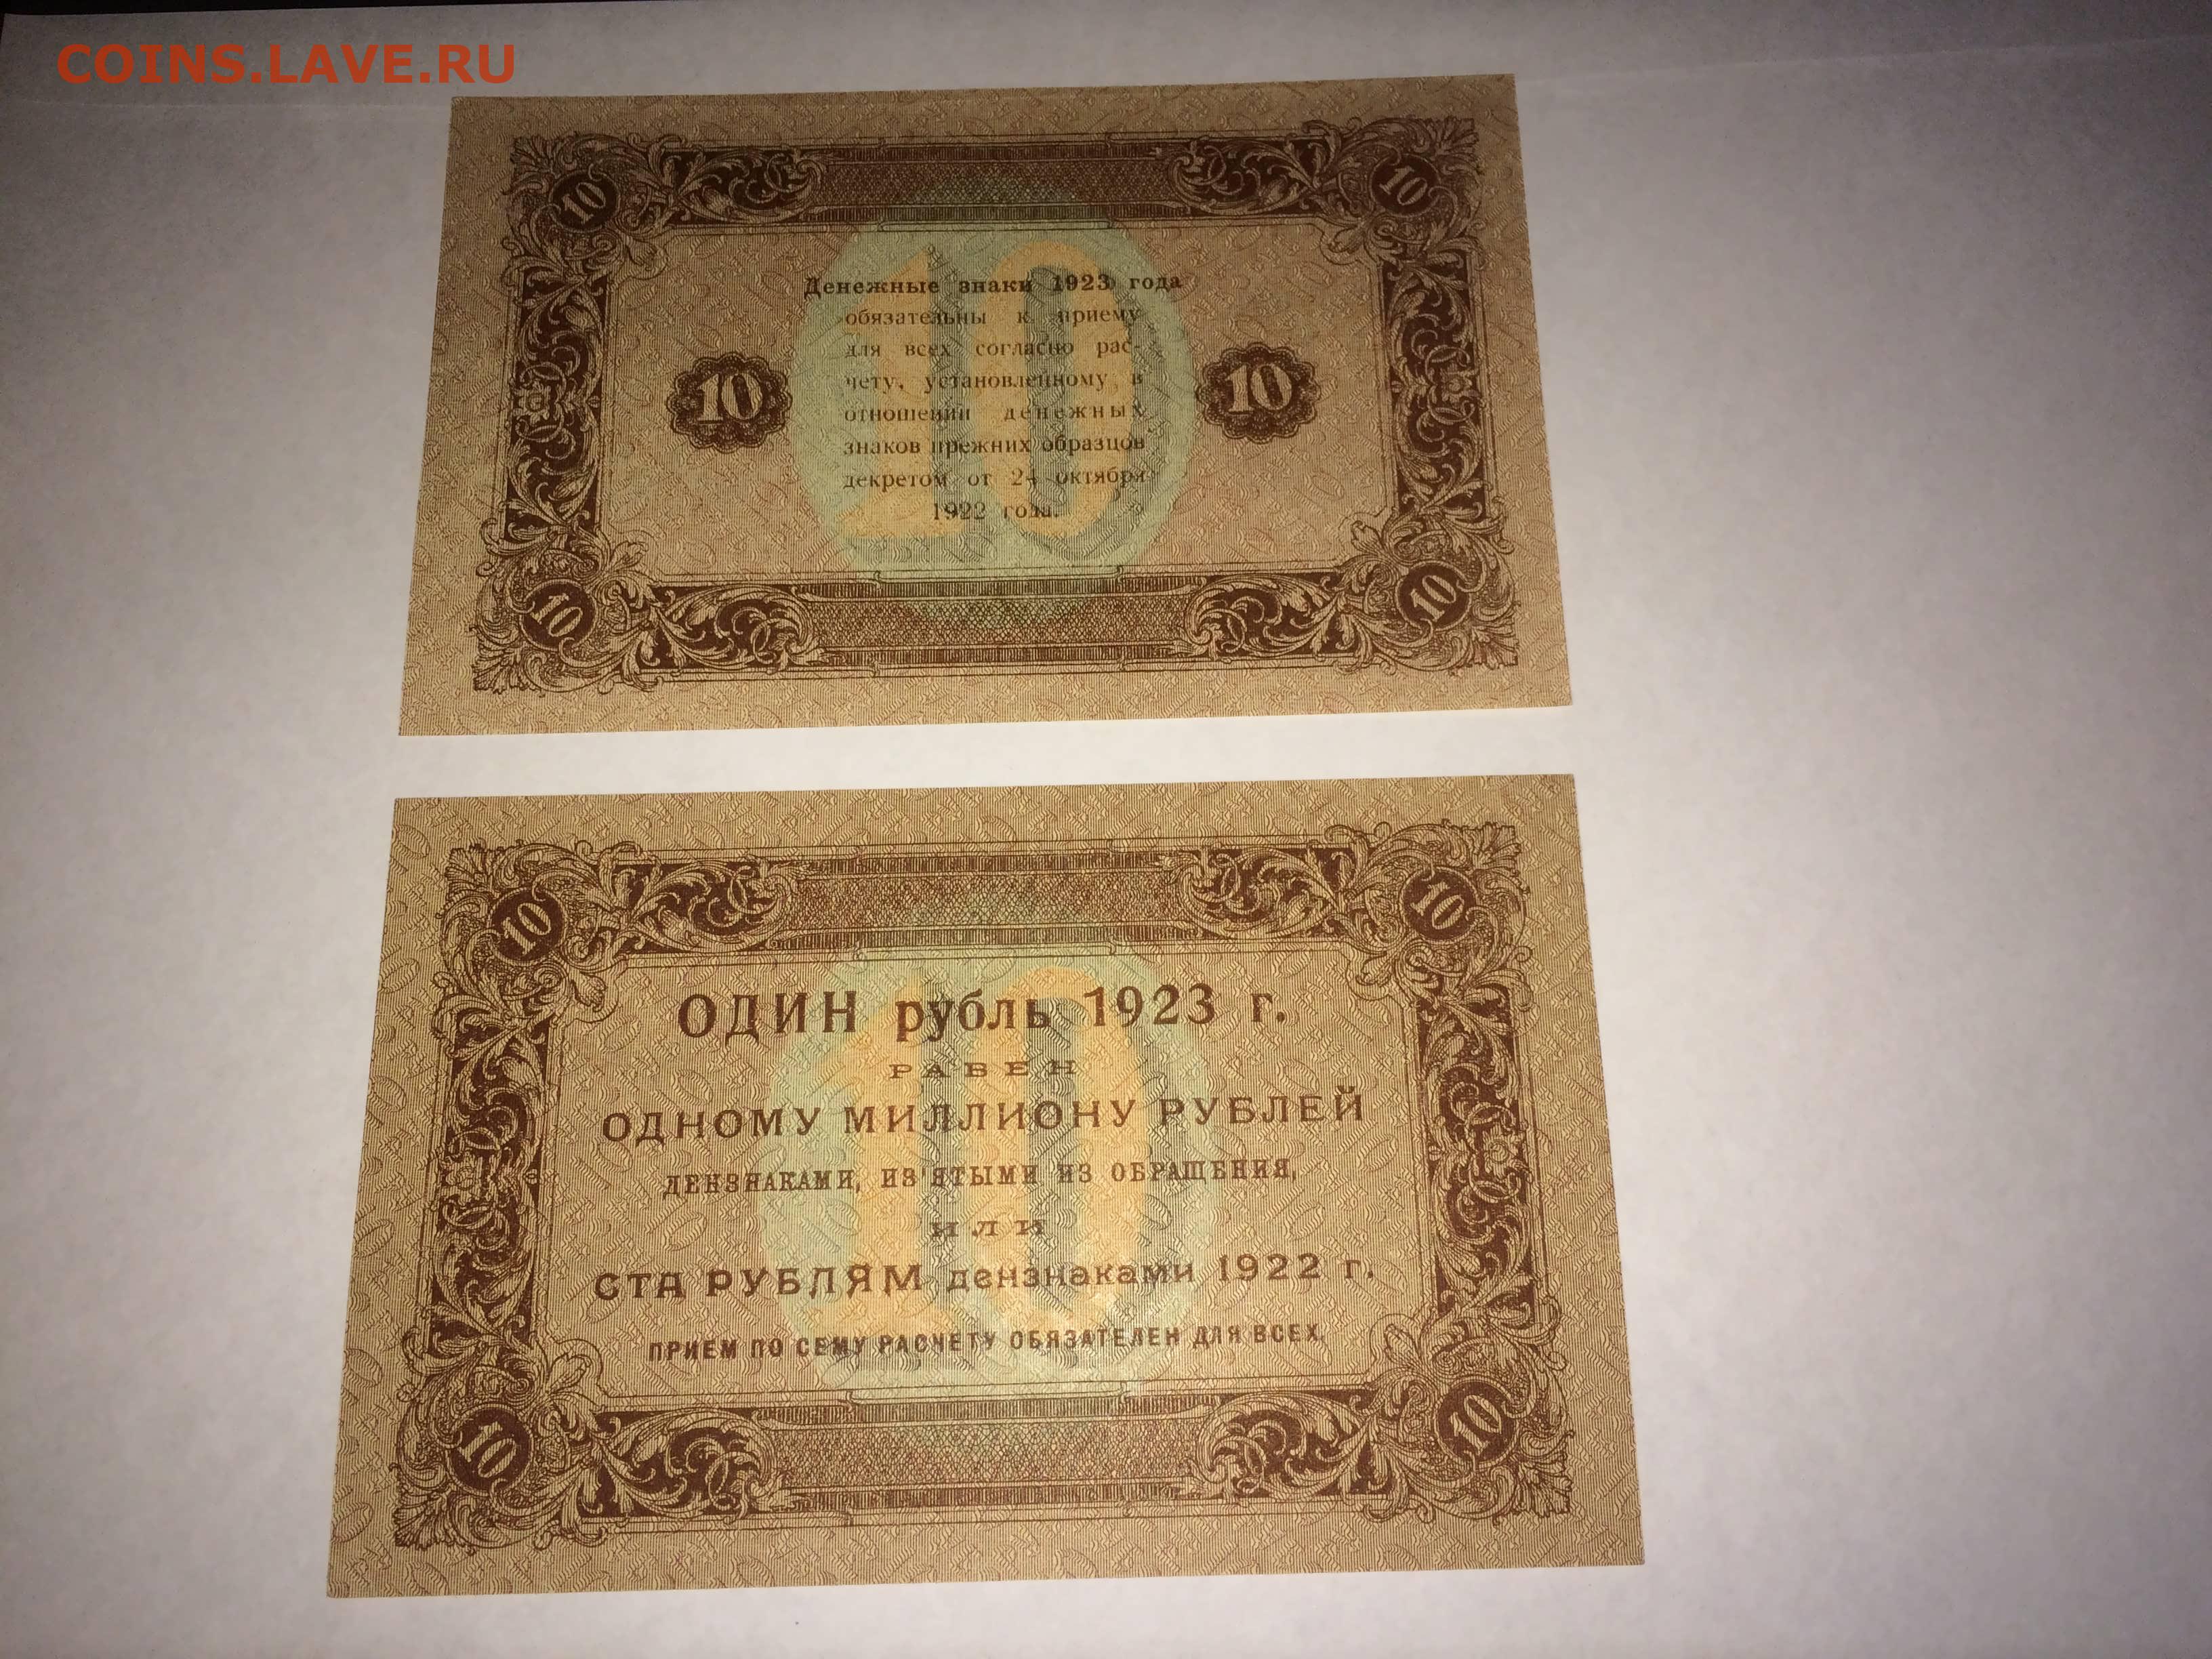 COINS.LAVE.RU
10 10
Денежные знаки 1923 года
обязательны к приему
для всех согласно рас-
чету, установленному в
10 10 10
отношении денежных
знаков прежних образцов
декретом от 24 октября
1922 года.
10 10
10 10
ОДИН рубль 1923 г.
РАВЕН
ОДНОМУ МИЛЛИОНУ РУБЛЕЙ
ДЕНЗНАКАМИ, ИЗ'ЯТЫМИ ИЗ ОБРАЩЕНИЯ,
10
ИЛИ
СТА РУБЛЯМ дензнаками 1922 г.
ПРИЕМ ПО СЕМУ РАСЧЕТУ ОБЯЗАТЕЛЕН ДЛЯ ВСЕХ.
10 10